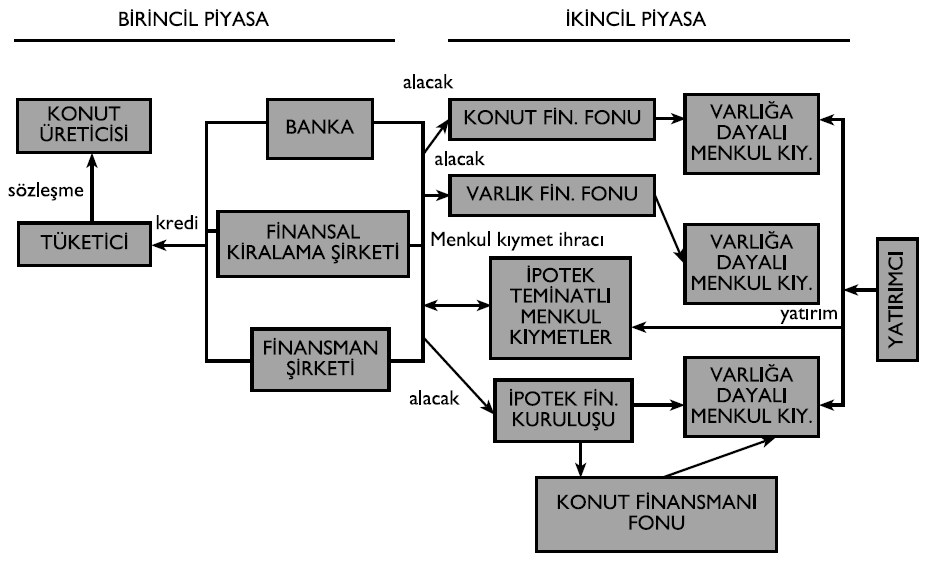 BİRİNCİL PİYASA
İKİNCİL PİYASA
KONUT
ÜRETİCİSİ
sözleşme
TÜKETİCİ
kredi
BANKA
FİNANSAL
KİRALAMA ŞİRKETİ
FİNANSMAN
ŞİRKETİ
alacak
KONUT FİN. FONU
alacak
VARLIK FİN. FONU
Menkul kıymet ihracı
İPOTEK
TEMİNATLI
MENKUL
KIYMETLER
alacak
İPOTEK FİN.
KURULUŞU
KONUT FİNANSMANI
FONU
VARLIĞA
DAYALI
MENKUL KIY.
VARLIĞA
DAYALI
MENKUL KIY.
yatırım
VARLIĞA
DAYALI
MENKUL KIY.
YATIRIMCI